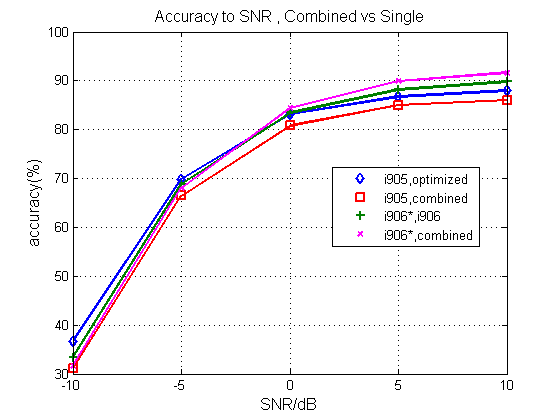 Accuracy to SNR , Combined vs Single
100
90
80
70
60
50
40
30
accuracy(%)
i905,optimized
i905,combined
i906*,i906
i906*,combined
-10
-5
0
5
10
SNR/dB